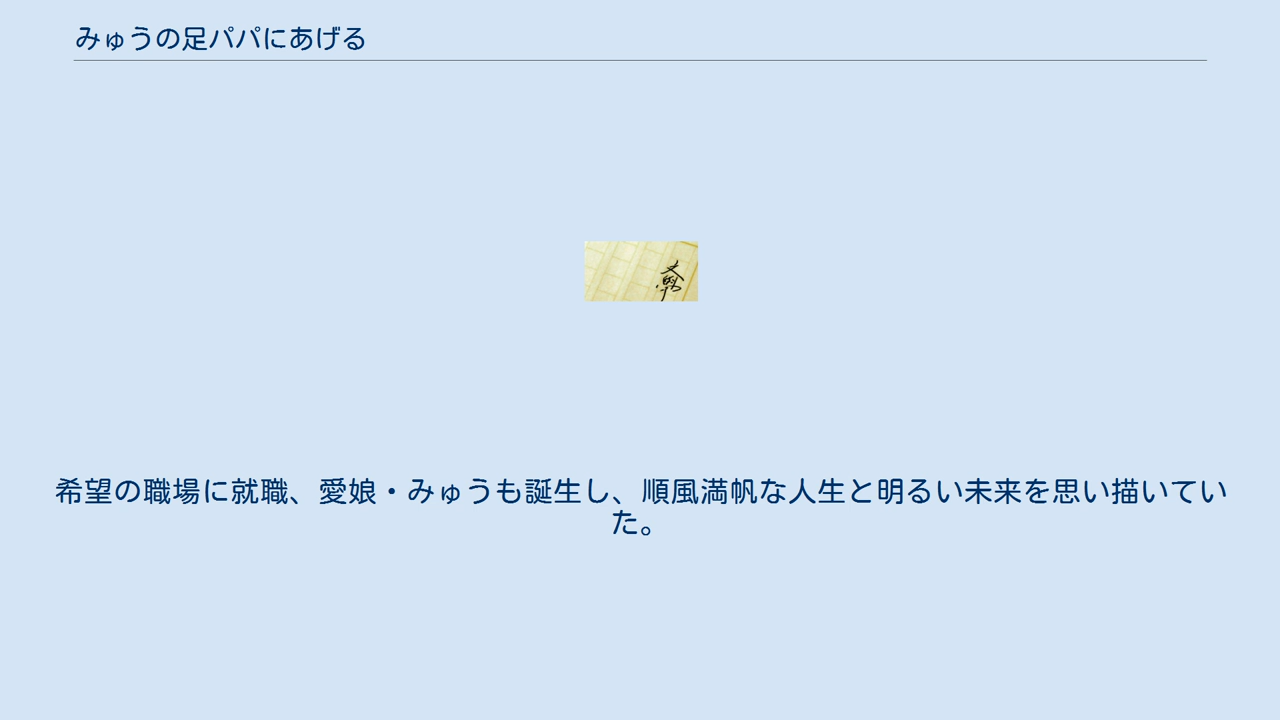 みゅうの足パパにあげる
希望の職場に就職、愛娘・みゅうも誕生し、順風満帆な人生と明るい未来を思い描いてい
た。